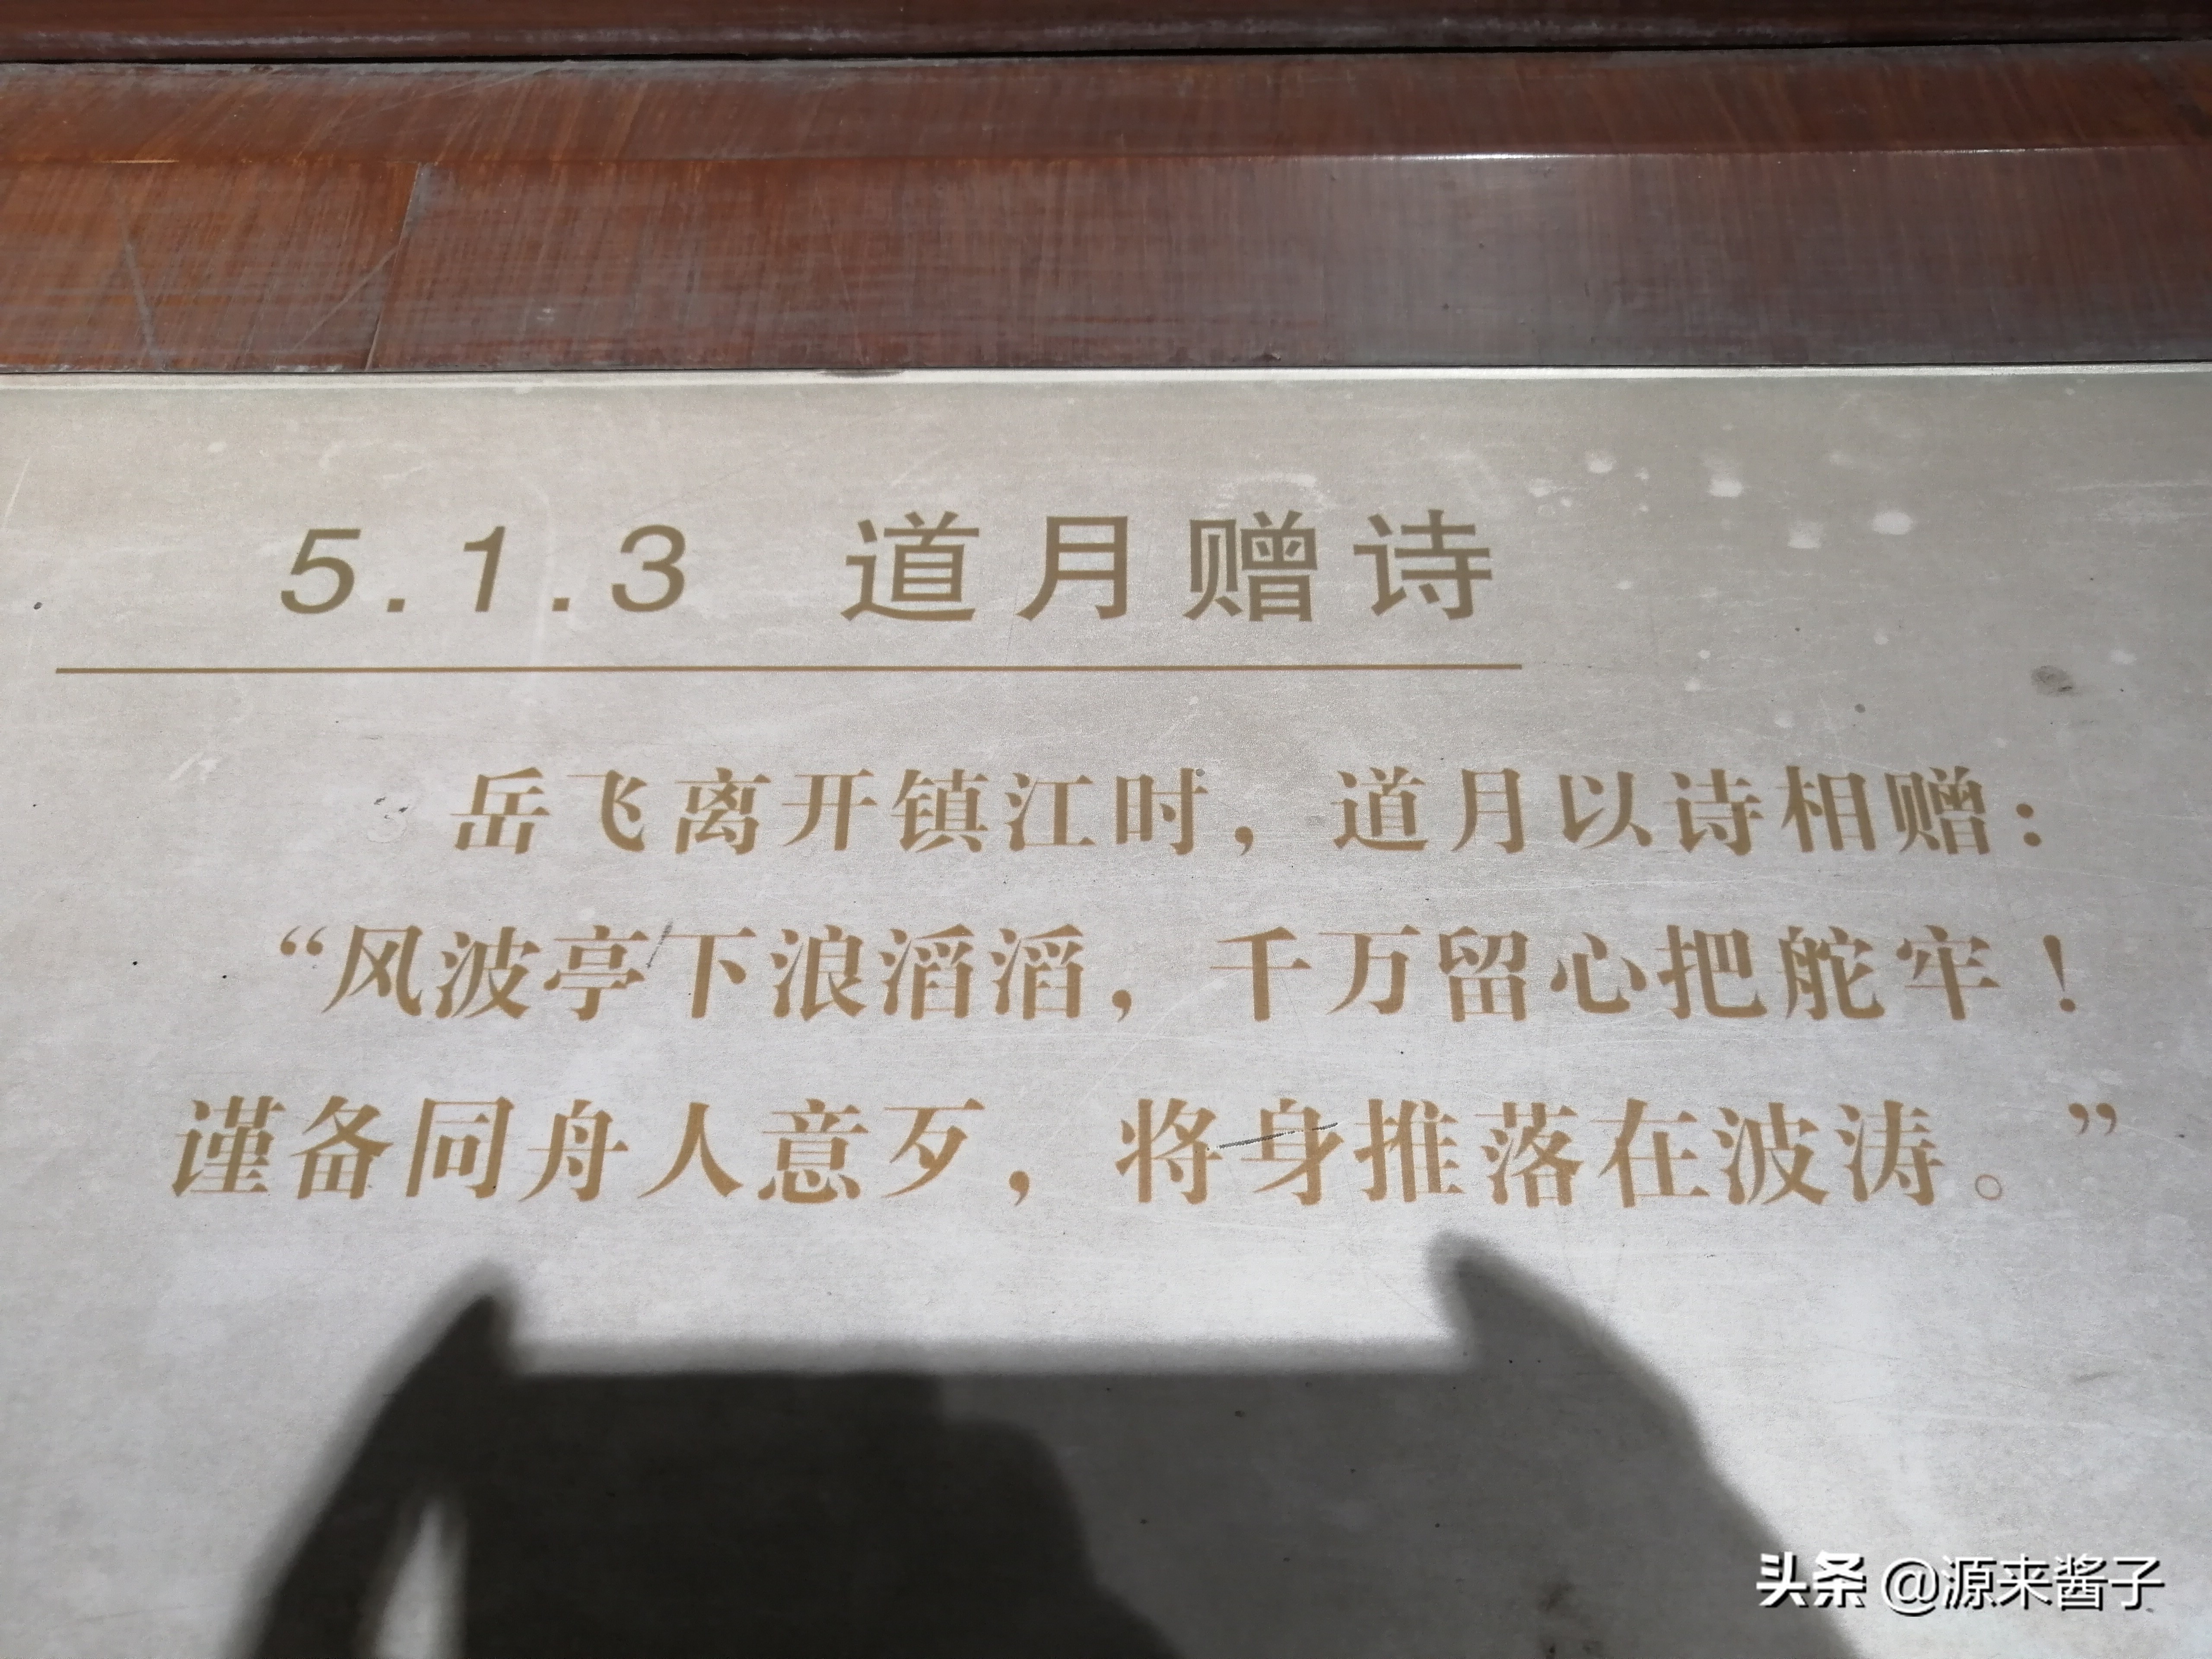 5.1.3 道月赠诗
岳飞离开镇江时，道月以诗相赠：
“风波亭下浪滔滔，千万留心把舵牢！
谨备同舟人意歹，将身推落在波涛。”
头条 @源来酱子